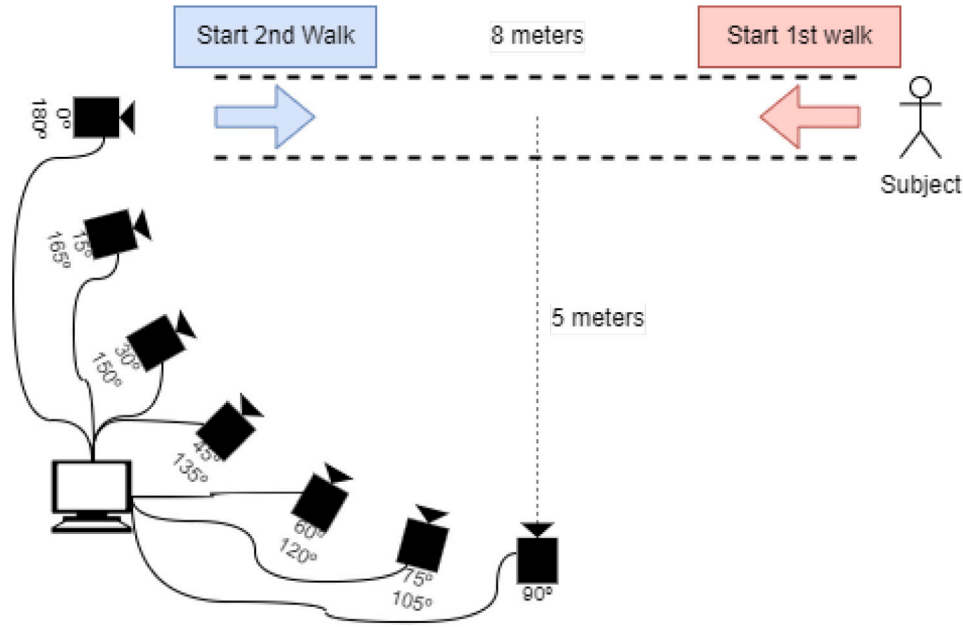 Start 2nd Walk
8 meters
Start 1st walk
0º
180º
Subject
15º
165º
5 meters
30º
150º
45º
135º
60º
120º
75º
105º
90º